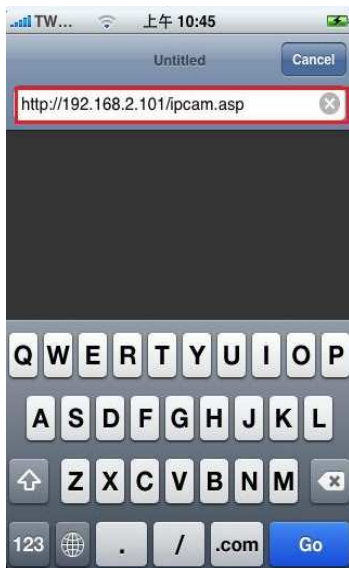 TW... 上午 10:45
Untitled
Cancel
http://192.168.2.101/ipcam.asp
Q W E R T Y U I O P
A S D F G H J K L
Z X C V B N M
123 . / .com Go